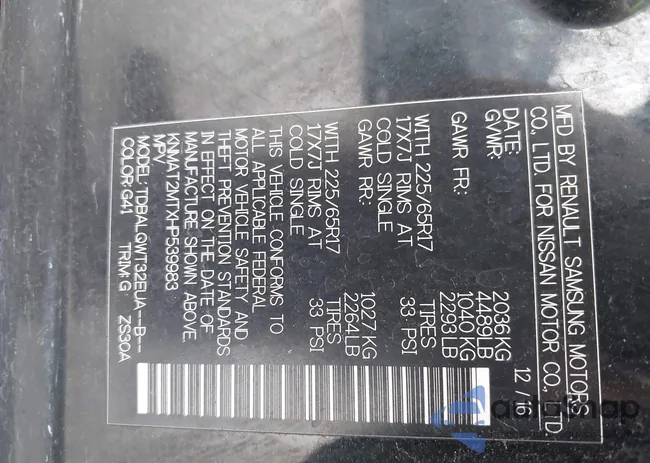 MFD BY RENAULT SAMSUNG MOTORS
CO., LTD. FOR NISSAN MOTOR CO., LTD.
DATE: 12 / 16
GVWR: 2036KG
4489LB
GAWR FR: 1040 KG
2293LB
WITH 225/65R17 TIRES
17X7J RIMS AT 33 PSI
COLD SINGLE
GAWR RR: 1027 KG
2264LB
WITH 225/65R17 TIRES
17X7J RIMS AT 33 PSI
COLD SINGLE
THIS VEHICLE CONFORMS TO
ALL APPLICABLE FEDERAL
MOTOR VEHICLE SAFETY AND
THEFT PREVENTION STANDARDS
IN EFFECT ON THE DATE OF
MANUFACTURE SHOWN ABOVE.
KNMAT2MTXHP539983
MPV
MODEL: TDBALQWT32EUA--B--
COLOR: G41 TRIM: G ZS30A
autosnap